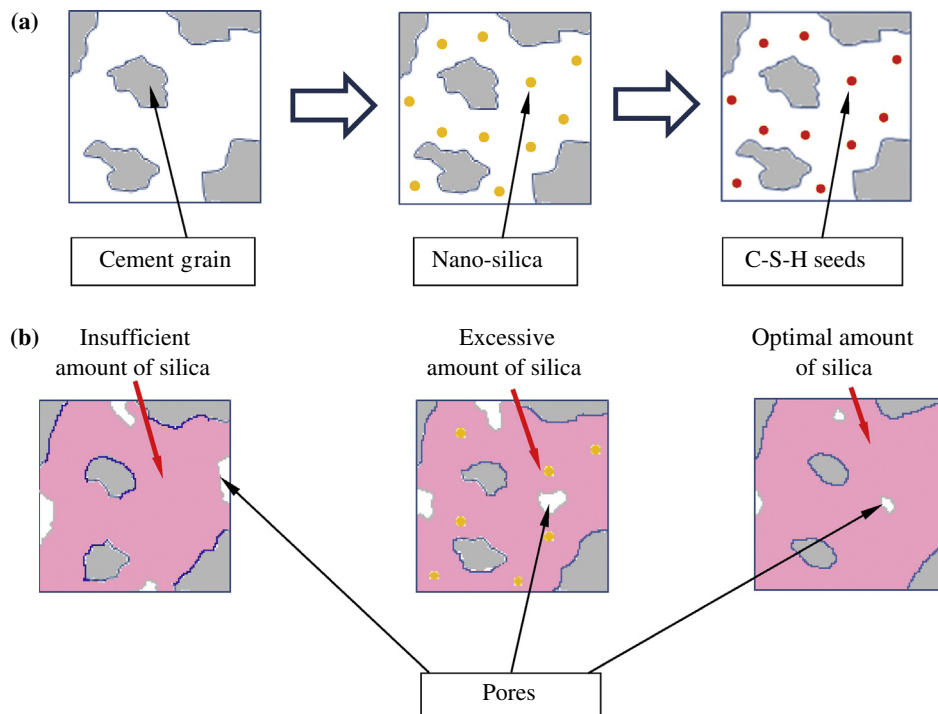 (a)
Cement grain
Nano-silica
C-S-H seeds
(b)
Insufficient
amount of silica
Excessive
amount of silica
Optimal amount
of silica
Pores